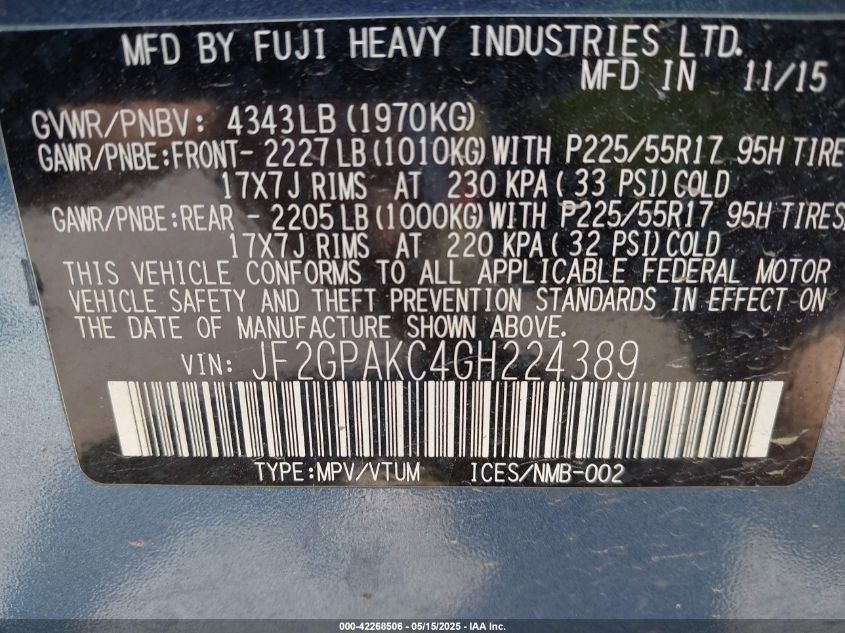 MFD BY FUJI HEAVY INDUSTRIES LTD.
MFD IN 11/15
GVWR/PNBV: 4343LB (1970KG)
GAWR/PNBE:FRONT- 2227 LB (1010KG) WITH P225/55R17 95H TIRE
17X7J RIMS AT 230 KPA ( 33 PSI) COLD
GAWR/PNBE:REAR - 2205 LB (1000KG) WITH P225/55R17 95H TIRES
17X7J RIMS AT 220 KPA ( 32 PSI) COLD
THIS VEHICLE CONFORMS TO ALL APPLICABLE FEDERAL MOTOR
VEHICLE SAFETY AND THEFT PREVENTION STANDARDS IN EFFECT ON
THE DATE OF MANUFACTURE SHOWN ABOVE.
VIN: JF2GPAKC4GH224389
TYPE:MPV/VTUM ICES/NMB-002
000-42268506 - 05/15/2025 - IAA Inc.